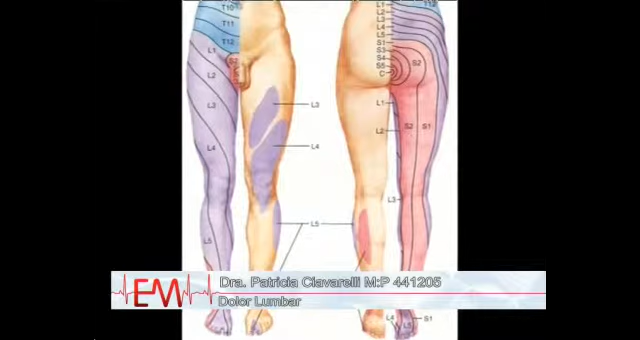 T10
T11
T12
L1
L2
L3
L4
L5
S2
L3
L4
L5
L1
L2
L3
L4
L5
S1
S3
S4
S5
C
S2
L1
L2
S2
S1
L3
L4
L5
S1
EM
Dra. Patricia Ciavarelli M:P 441205
Dolor Lumbar